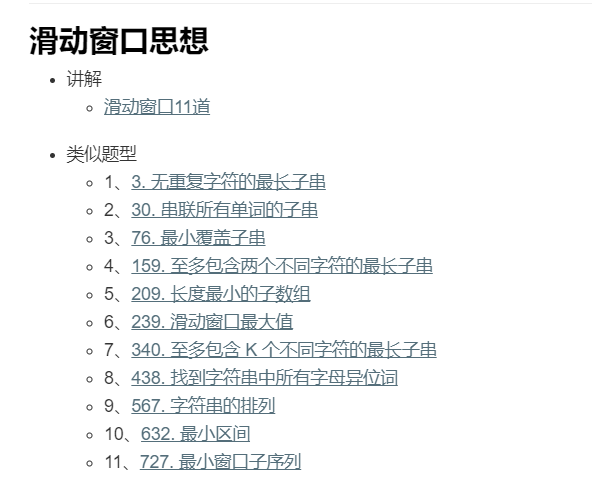 滑动窗口思想
讲解
滑动窗口11道
类似题型
1、3. 无重复字符的最长子串
2、30. 串联所有单词的子串
3、76. 最小覆盖子串
4、159. 至多包含两个不同字符的最长子串
5、209. 长度最小的子数组
6、239. 滑动窗口最大值
7、340. 至多包含 K 个不同字符的最长子串
8、438. 找到字符串中所有字母异位词
9、567. 字符串的排列
10、632. 最小区间
11、727. 最小窗口子序列